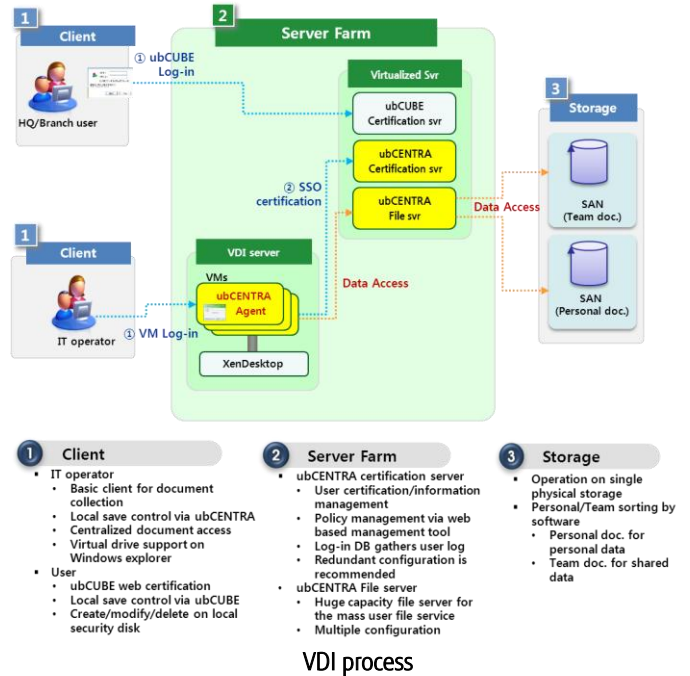 1
Client
① ubCUBE
Log-in
HQ/Branch user
2
Server Farm
Virtualized Svr
ubCUBE
Certification svr
ubCENTRA
Certification svr
ubCENTRA
File svr
② SSO
certification
Data Access
3
Storage
SAN
(Team doc.)
SAN
(Personal doc.)
Data Access
1
Client
IT operator
① VM Log-in
VDI server
VMs
ubCENTRA
Agent
XenDesktop
1 Client
▪ IT operator
• Basic client for document
collection
• Local save control via ubCENTRA
• Centralized document access
• Virtual drive support on
Windows explorer
▪ User
• ubCUBE web certification
• Local save control via ubCUBE
• Create/modify/delete on local
security disk
2 Server Farm
▪ ubCENTRA certification server
• User certification/information
management
• Policy management via web
based management tool
• Log-in DB gathers user log
• Redundant configuration is
recommended
• ubCENTRA File server
• Huge capacity file server for
the mass user file service
• Multiple configuration
3 Storage
▪ Operation on single
physical storage
▪ Personal/Team sorting by
software
• Personal doc. for
personal data
• Team doc. for shared
data
VDI process